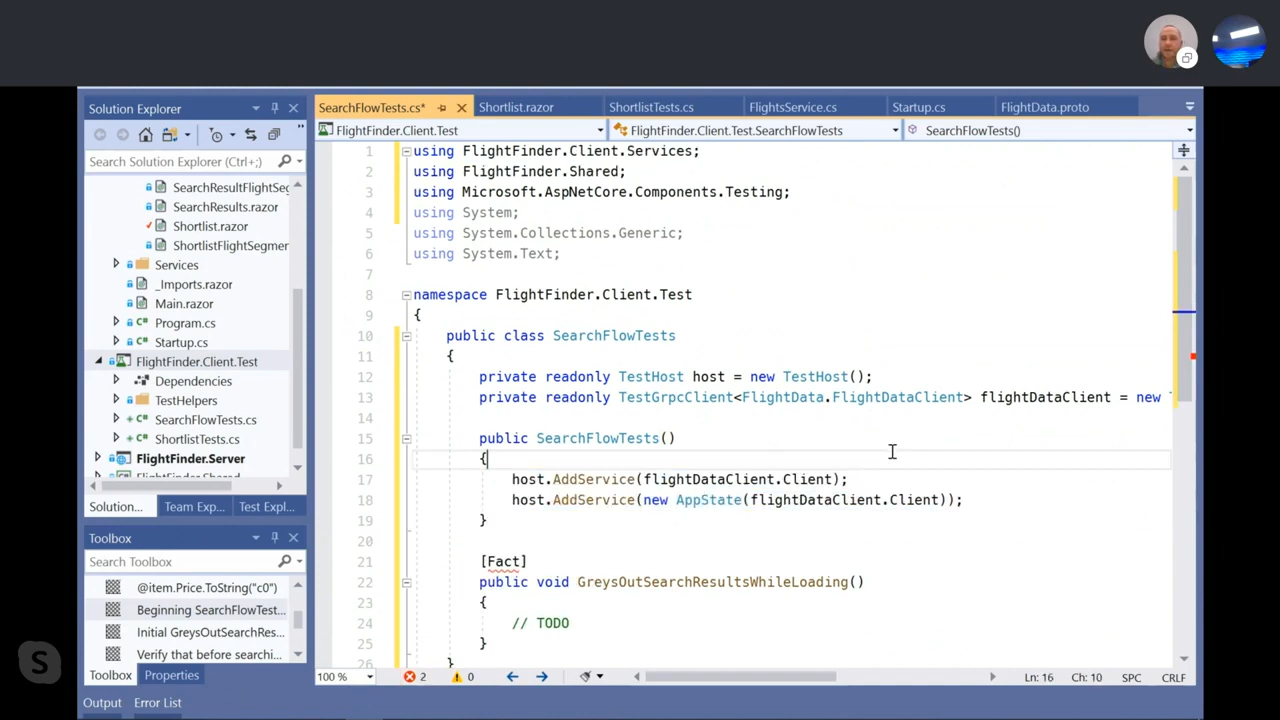 Solution Explorer
Search Solution Explorer (Ctrl+;)
SearchResultFlightSeg
SearchResults.razor
Shortlist.razor
ShortlistFlightSegmer
Services
_Imports.razor
Main.razor
Program.cs
Startup.cs
FlightFinder.Client.Test
Dependencies
TestHelpers
SearchFlowTests.cs
ShortlistTests.cs
FlightFinder.Server
FlightFinder.Shared
Solution...
Team Exp...
Test Expl...
Toolbox
Search Toolbox
@item.Price.ToString("c0")
Beginning SearchFlowTest...
Initial GreysOutSearchRes...
Verify that before searchi...
Toolbox
Properties
Output
Error List
SearchFlowTests.cs*
Shortlist.razor
ShortlistTests.cs
FlightsService.cs
Startup.cs
FlightData.proto
FlightFinder.Client.Test
FlightFinder.Client.Test.SearchFlowTests
SearchFlowTests()
1 using FlightFinder.Client.Services;
2 using FlightFinder.Shared;
3 using Microsoft.AspNetCore.Components.Testing;
4 using System;
5 using System.Collections.Generic;
6 using System.Text;
7
8 namespace FlightFinder.Client.Test
9 {
10 public class SearchFlowTests
11 {
12 private readonly TestHost host = new TestHost();
13 private readonly TestGrpcClient<FlightData.FlightDataClient> flightDataClient = new T
14
15 public SearchFlowTests()
16 {
17 host.AddService(flightDataClient.Client);
18 host.AddService(new AppState(flightDataClient.Client));
19 }
20
21 [Fact]
22 public void GreysOutSearchResultsWhileLoading()
23 {
24 // TODO
25 }
26 }
100 %
2
0
Ln: 16
Ch: 10
SPC
CRLF
S